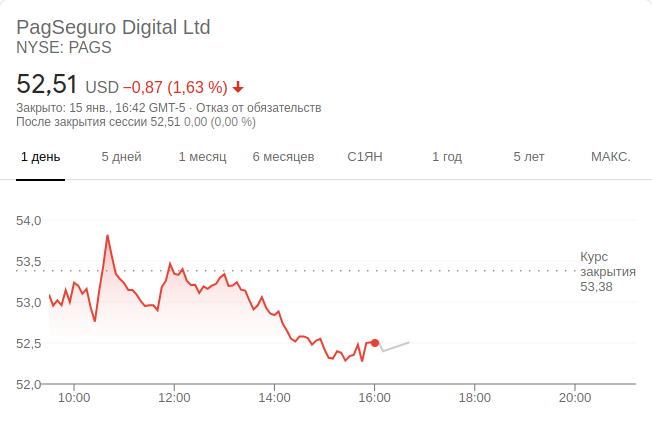 PagSeguro Digital Ltd
NYSE: PAGS
52,51 USD −0,87 (1,63 %)
Закрыто: 15 янв., 16:42 GMT-5 · Отказ от обязательств
После закрытия сессии 52,51 0,00 (0,00 %)
1 день 5 дней 1 месяц 6 месяцев С1ЯН 1 год 5 лет МАКС.
54,0
53,5
53,0
52,5
52,0
Курс
закрытия
53,38
10:00 12:00 14:00 16:00 18:00 20:00